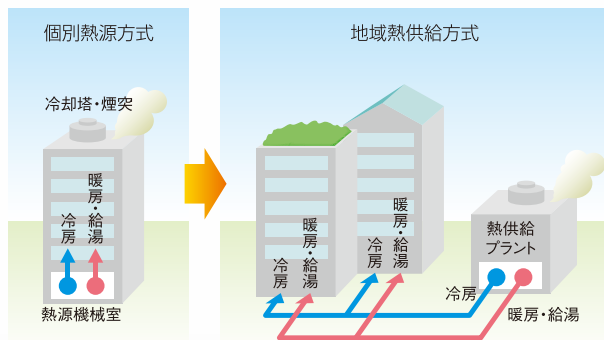 個別熱源方式
冷却塔・煙突
冷房
暖房・給湯
熱源機械室
地域熱供給方式
冷房
暖房・給湯
冷房
暖房・給湯
熱供給
プラント
冷房
暖房・給湯